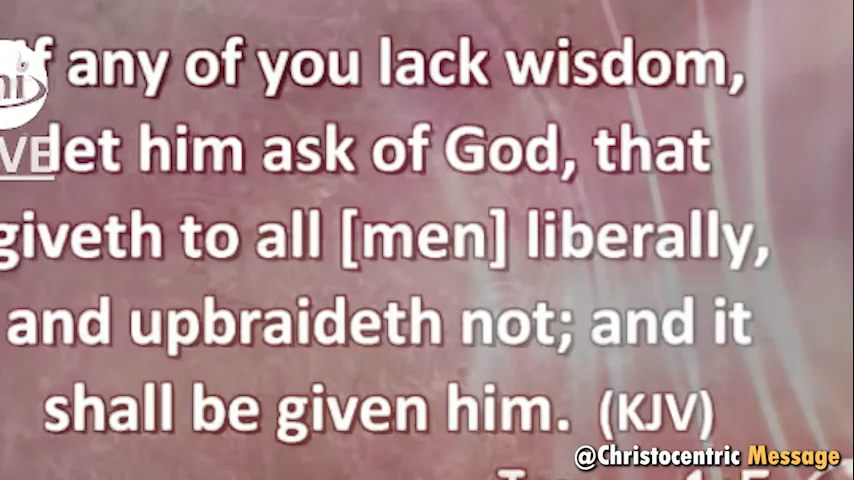 If any of you lack wisdom,
let him ask of God, that
giveth to all [men] liberally,
and upbraideth not; and it
shall be given him. (KJV)
@Christocentric Message